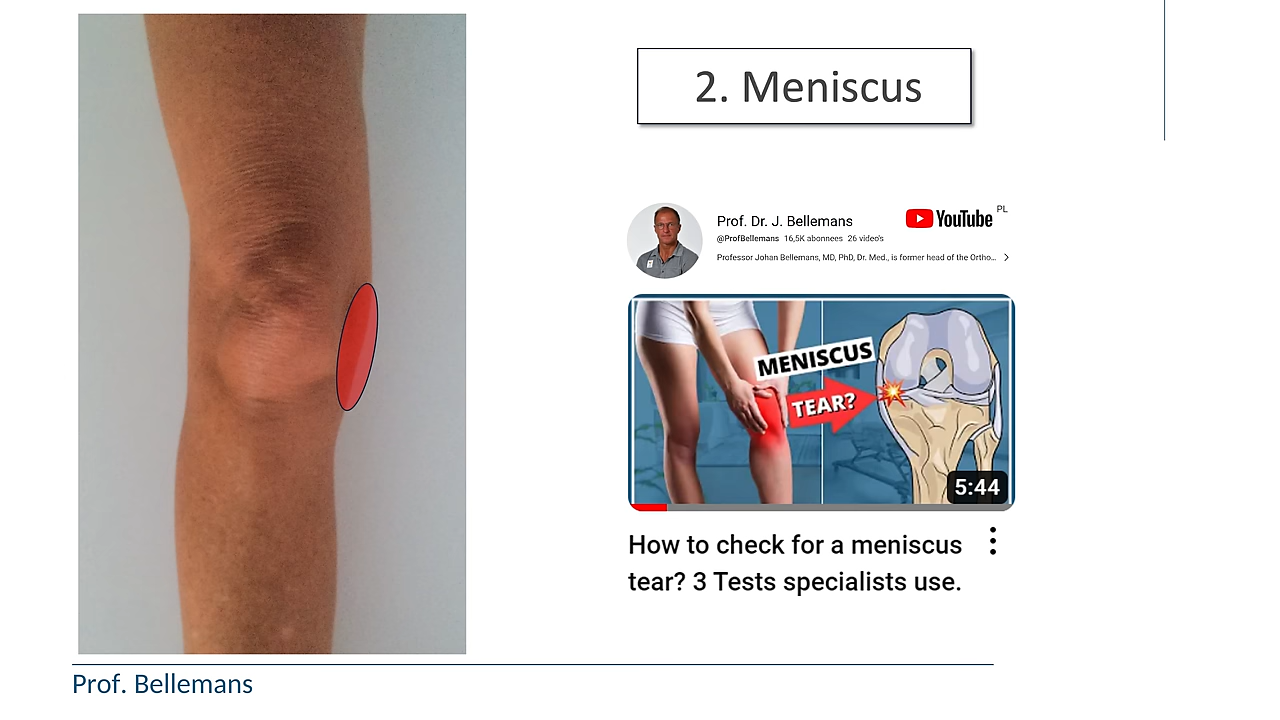 2. Meniscus
Prof. Dr. J. Bellemans
YouTube PL
@ProfBellemans 16,5K abonnees 26 video's
Professor Johan Bellemans, MD, PhD, Dr. Med., is former head of the Ortho...
MENISCUS
TEAR?
5:44
How to check for a meniscus
tear? 3 Tests specialists use.
Prof. Bellemans